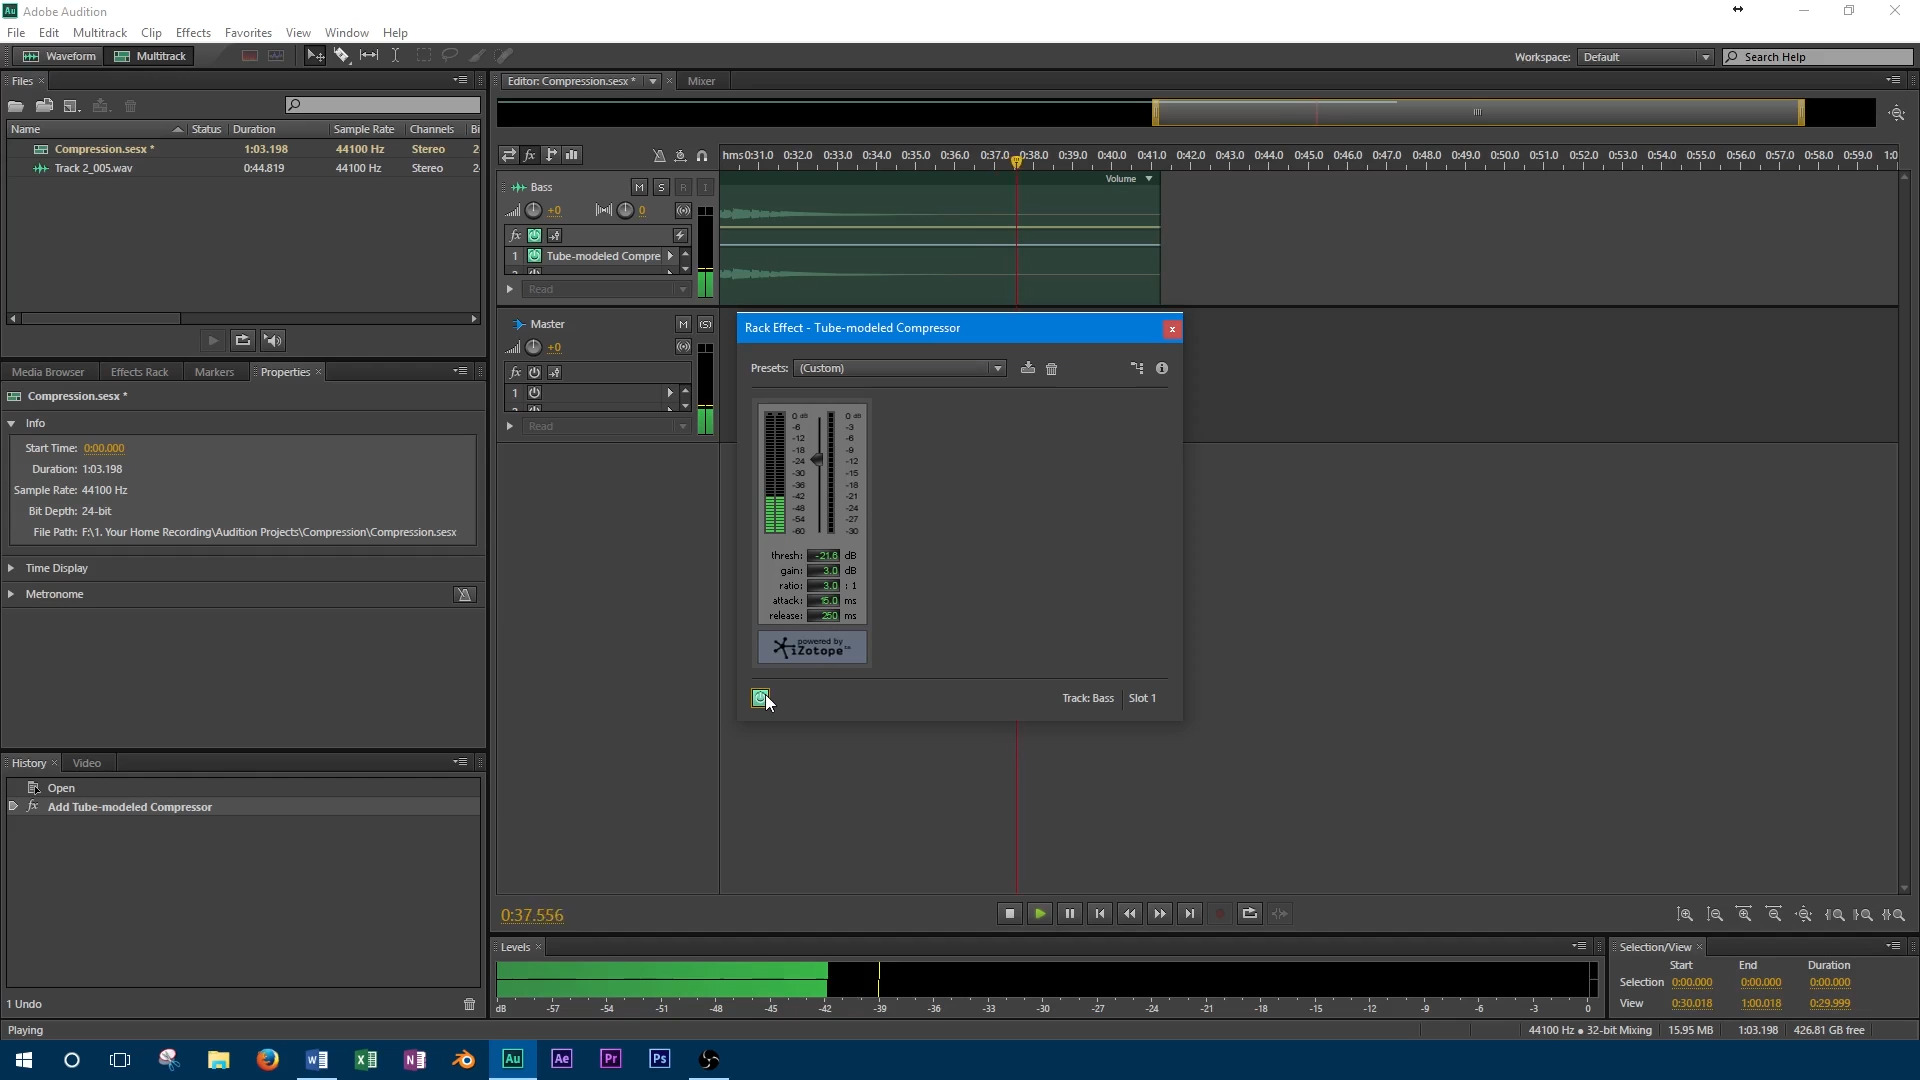 Au Adobe Audition
File Edit Multitrack Clip Effects Favorites View Window Help
Waveform Multitrack Workspace: Default Search Help
Files ×
Name Status Duration Sample Rate Channels Bi
Compression.sesx * 1:03.198 44100 Hz Stereo 2
Track 2_005.wav 0:44.819 44100 Hz Stereo 2
Media Browser Effects Rack Markers Properties ×
Compression.sesx *
Info
Start Time: 0:00.000
Duration: 1:03.198
Sample Rate: 44100 Hz
Bit Depth: 24-bit
File Path: F:\1. Your Home Recording\Audition Projects\Compression\Compression.sesx
Time Display
Metronome
History × Video
Open
fx Add Tube-modeled Compressor
1 Undo
Playing
Editor: Compression.sesx * × Mixer
fx
hms 0:31.0 0:32.0 0:33.0 0:34.0 0:35.0 0:36.0 0:37.0 0:38.0 0:39.0 0:40.0 0:41.0 0:42.0 0:43.0 0:44.0 0:45.0 0:46.0 0:47.0 0:48.0 0:49.0 0:50.0 0:51.0 0:52.0 0:53.0 0:54.0 0:55.0 0:56.0 0:57.0 0:58.0 0:59.0 1:0
Bass M S R I
Volume
+0 0
fx
1 Tube-modeled Compre
Read
Master M (S)
+0
fx
1
Read
Rack Effect - Tube-modeled Compressor x
Presets: (Custom)
0 dB 0 dB
-6 -3
-12 -6
-18 -9
-24 -12
-30 -15
-36 -18
-42 -21
-48 -24
-54 -27
-60 -30
thresh: -21.6 dB
gain: 3.0 dB
ratio: 3.0 : 1
attack: 15.0 ms
release: 250 ms
powered by
iZotope™
Track: Bass Slot 1
0:37.556
Levels ×
dB -57 -54 -51 -48 -45 -42 -39 -36 -33 -30 -27 -24 -21 -18 -15 -12 -9 -6 -3 0
Selection/View ×
Start End Duration
Selection 0:00.000 0:00.000 0:00.000
View 0:30.018 1:00.018 0:29.999
44100 Hz ● 32-bit Mixing 15.95 MB 1:03.198 426.81 GB free
Au Ae Pr Ps